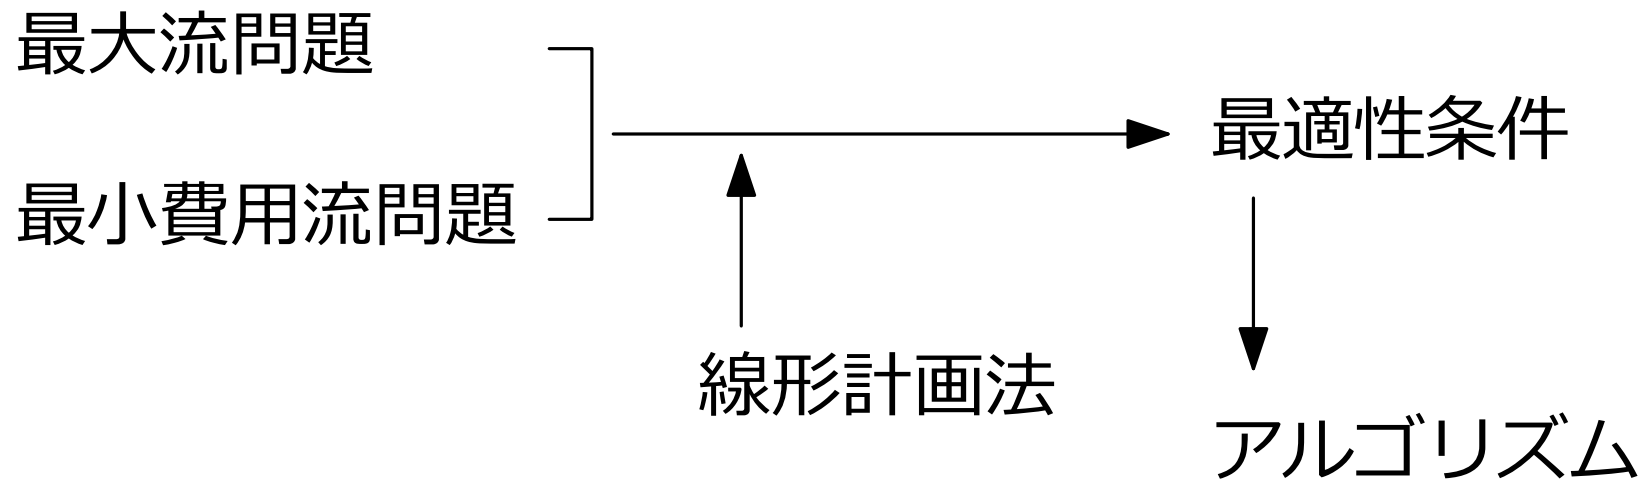 最大流問題
最小費用流問題
最適性条件
線形計画法
アルゴリズム